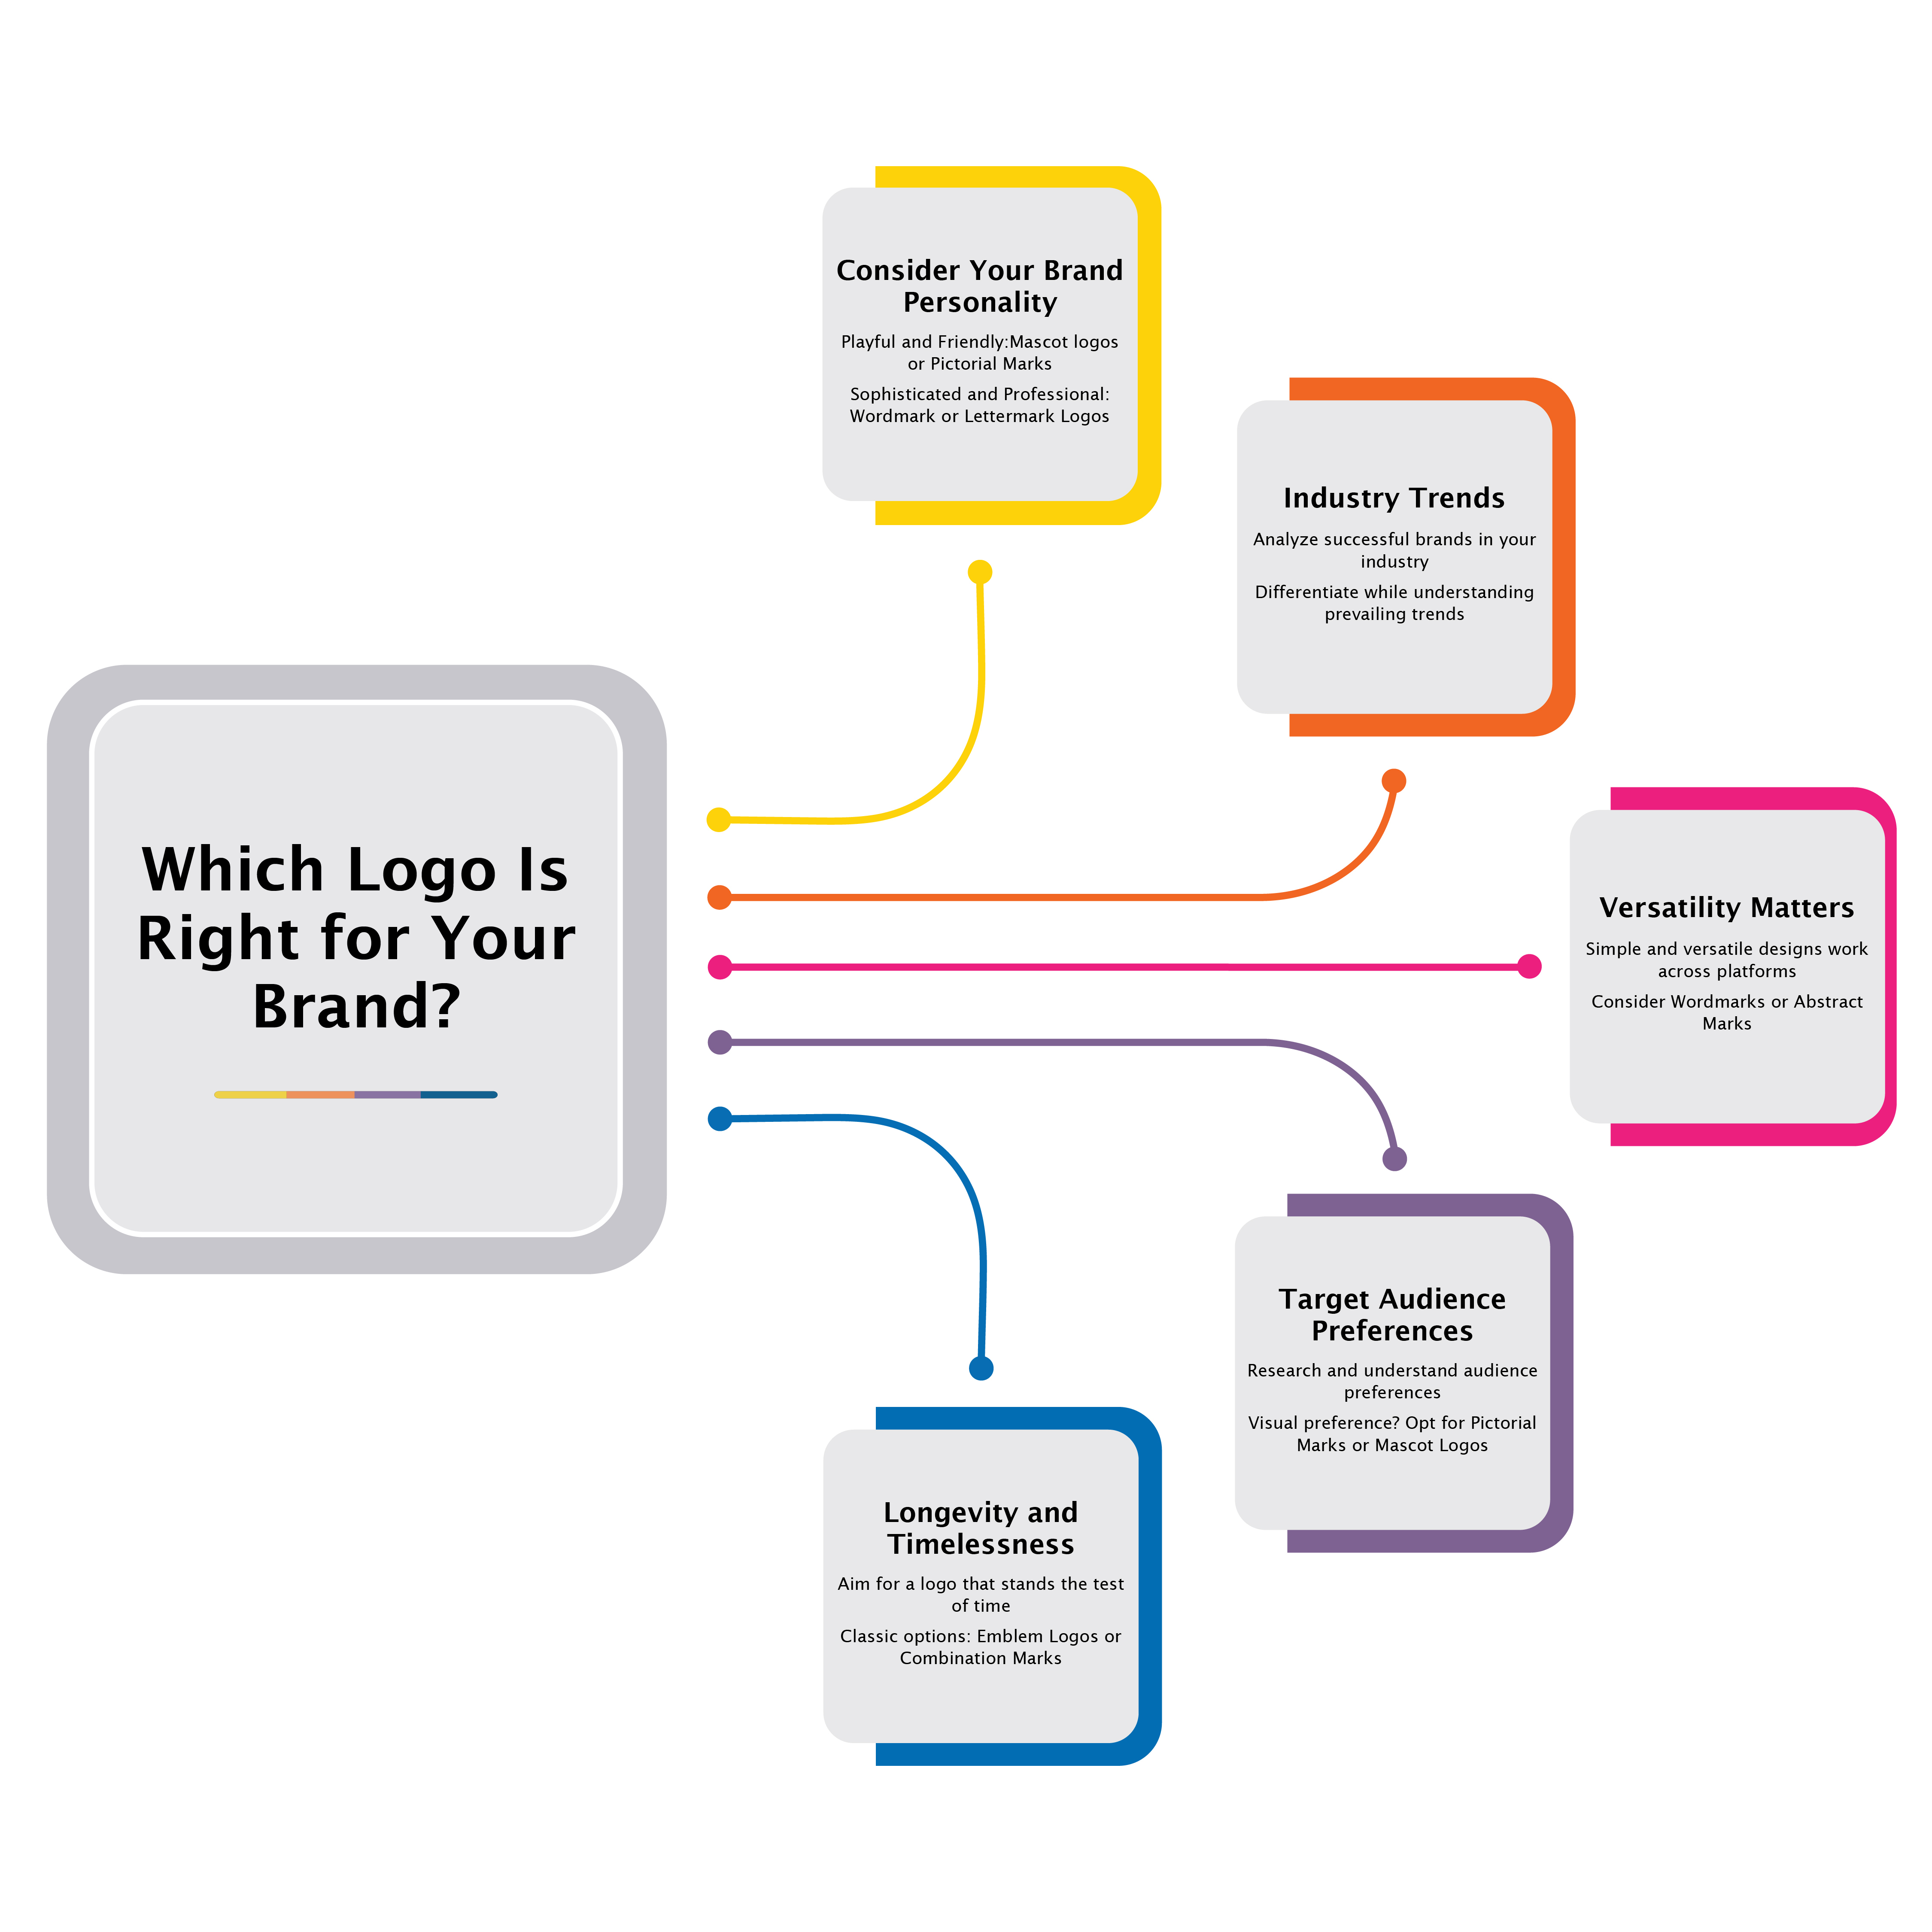 Which Logo Is
Right for Your
Brand?
Consider Your Brand
Personality
Playful and Friendly:Mascot logos
or Pictorial Marks
Sophisticated and Professional:
Wordmark or Lettermark Logos
Industry Trends
Analyze successful brands in your
industry
Differentiate while understanding
prevailing trends
Versatility Matters
Simple and versatile designs work
across platforms
Consider Wordmarks or Abstract
Marks
Target Audience
Preferences
Research and understand audience
preferences
Visual preference? Opt for Pictorial
Marks or Mascot Logos
Longevity and
Timelessness
Aim for a logo that stands the test
of time
Classic options: Emblem Logos or
Combination Marks